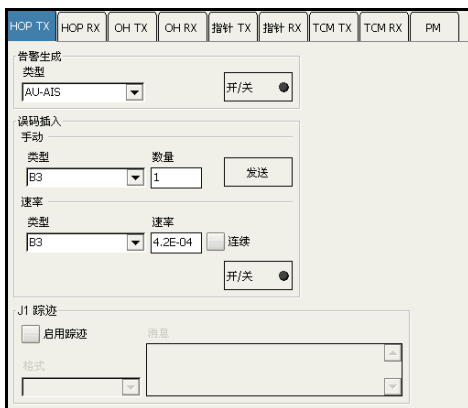 HOP TX HOP RX OH TX OH RX 指针 TX 指针 RX TCM TX TCM RX PM
告警生成
类型
AU-AIS 开/关
误码插入
手动
类型 数量
B3 1 发送
速率
类型 速率
B3 4.2E-04 连续
开/关
J1 踪迹
启用踪迹 消息
格式